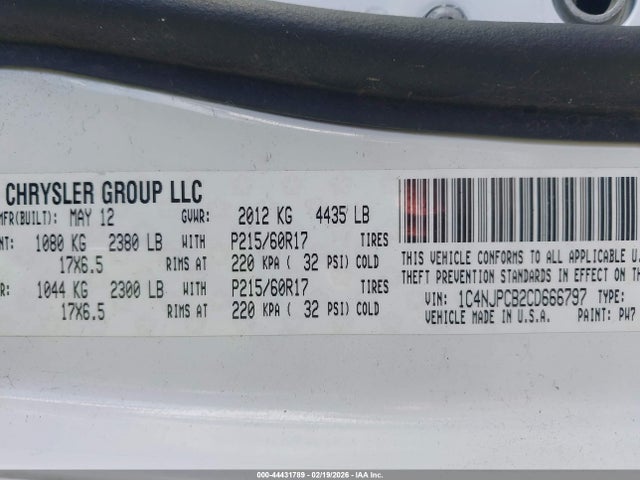 CHRYSLER GROUP LLC
MFR(BUILT): MAY 12 GVWR: 2012 KG 4435 LB
NT: 1080 KG 2380 LB WITH P215/60R17 TIRES
17X6.5 RIMS AT 220 KPA ( 32 PSI) COLD
R: 1044 KG 2300 LB WITH P215/60R17 TIRES
17X6.5 RIMS AT 220 KPA ( 32 PSI) COLD
THIS VEHICLE CONFORMS TO ALL APPLICABLE U.
THEFT PREVENTION STANDARDS IN EFFECT ON THE
VIN: 1C4NJPCB2CD666797 TYPE:
VEHICLE MADE IN U.S.A. PAINT: PW7
000-44431789 - 02/19/2026 - IAA Inc.